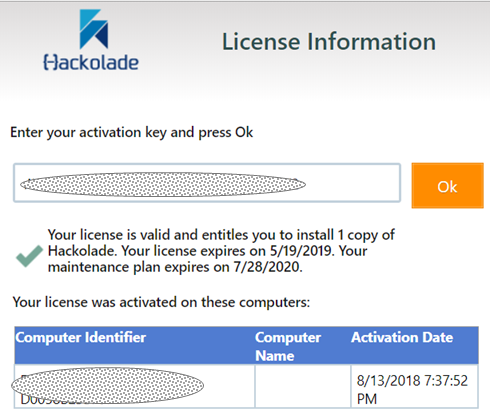 Hackolade
License Information
Enter your activation key and press Ok
Ok
Your license is valid and entitles you to install 1 copy of
Hackolade. Your license expires on 5/19/2019. Your
maintenance plan expires on 7/28/2020.
Your license was activated on these computers:
Computer Identifier
Computer
Name
Activation Date
8/13/2018 7:37:52
PM